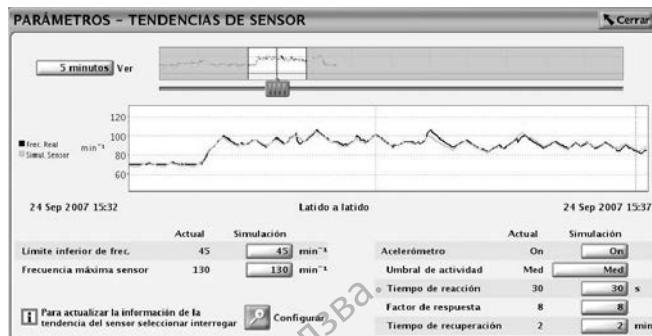 PARÁMETROS - TENDENCIAS DE SENSOR
Cerrar
5 minutos Ver
120
100
80
60
min⁻¹
Frec. Real
Simul. Sensor
24 Sep 2007 15:32 Latido a latido 24 Sep 2007 15:37
Actual Simulación Actual Simulación
Límite inferior de frec. 45 45 min⁻¹ Acelerómetro On On
Frecuencia máxima sensor 130 130 min⁻¹ Umbral de actividad Med Med
Tiempo de reacción 30 30 s
Para actualizar la información de la
tendencia del sensor seleccionar interrogar
Configurar
Factor de respuesta 8 8
Tiempo de recuperación 2 2 min